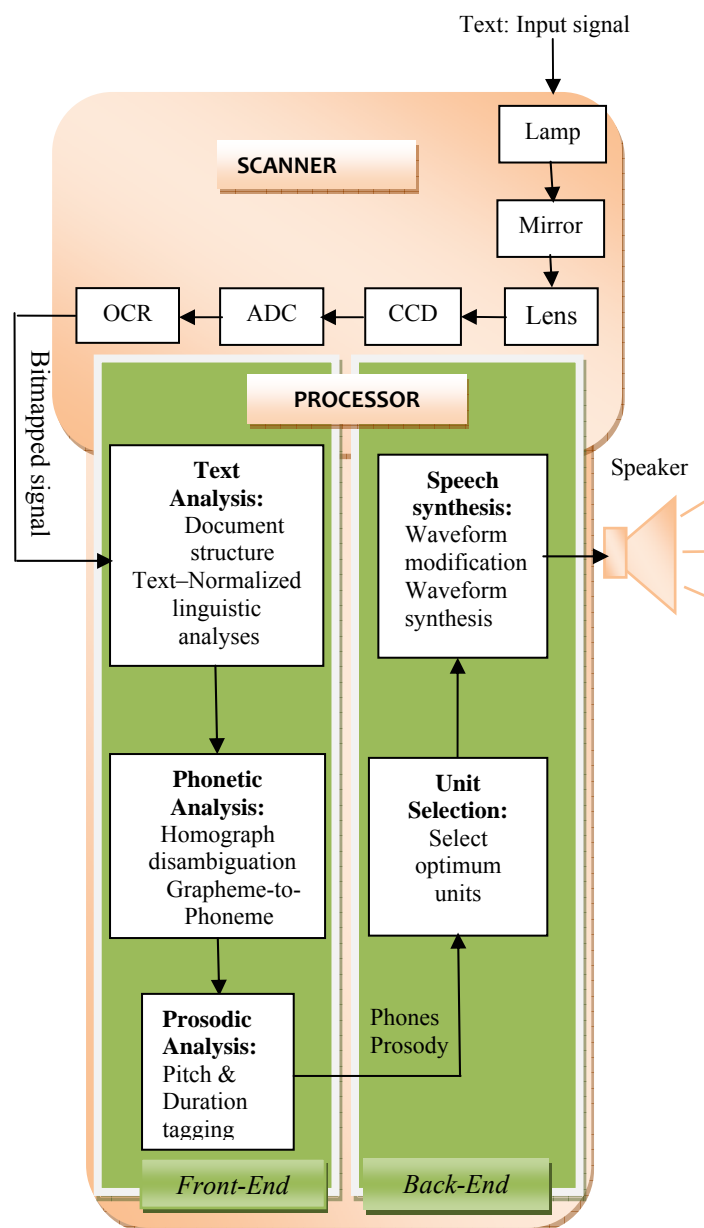 Text: Input signal
Lamp
SCANNER
Mirror
OCR
ADC
CCD
Lens
Bitmapped signal
PROCESSOR
Text
Analysis:
Document
structure
Text–Normalized
linguistic
analyses
Speech
synthesis:
Waveform
modification
Waveform
synthesis
Speaker
Phonetic
Analysis:
Homograph
disambiguation
Grapheme-to-
Phoneme
Unit
Selection:
Select
optimum
units
Prosodic
Analysis:
Pitch &
Duration
tagging
Phones
Prosody
Front-End
Back-End